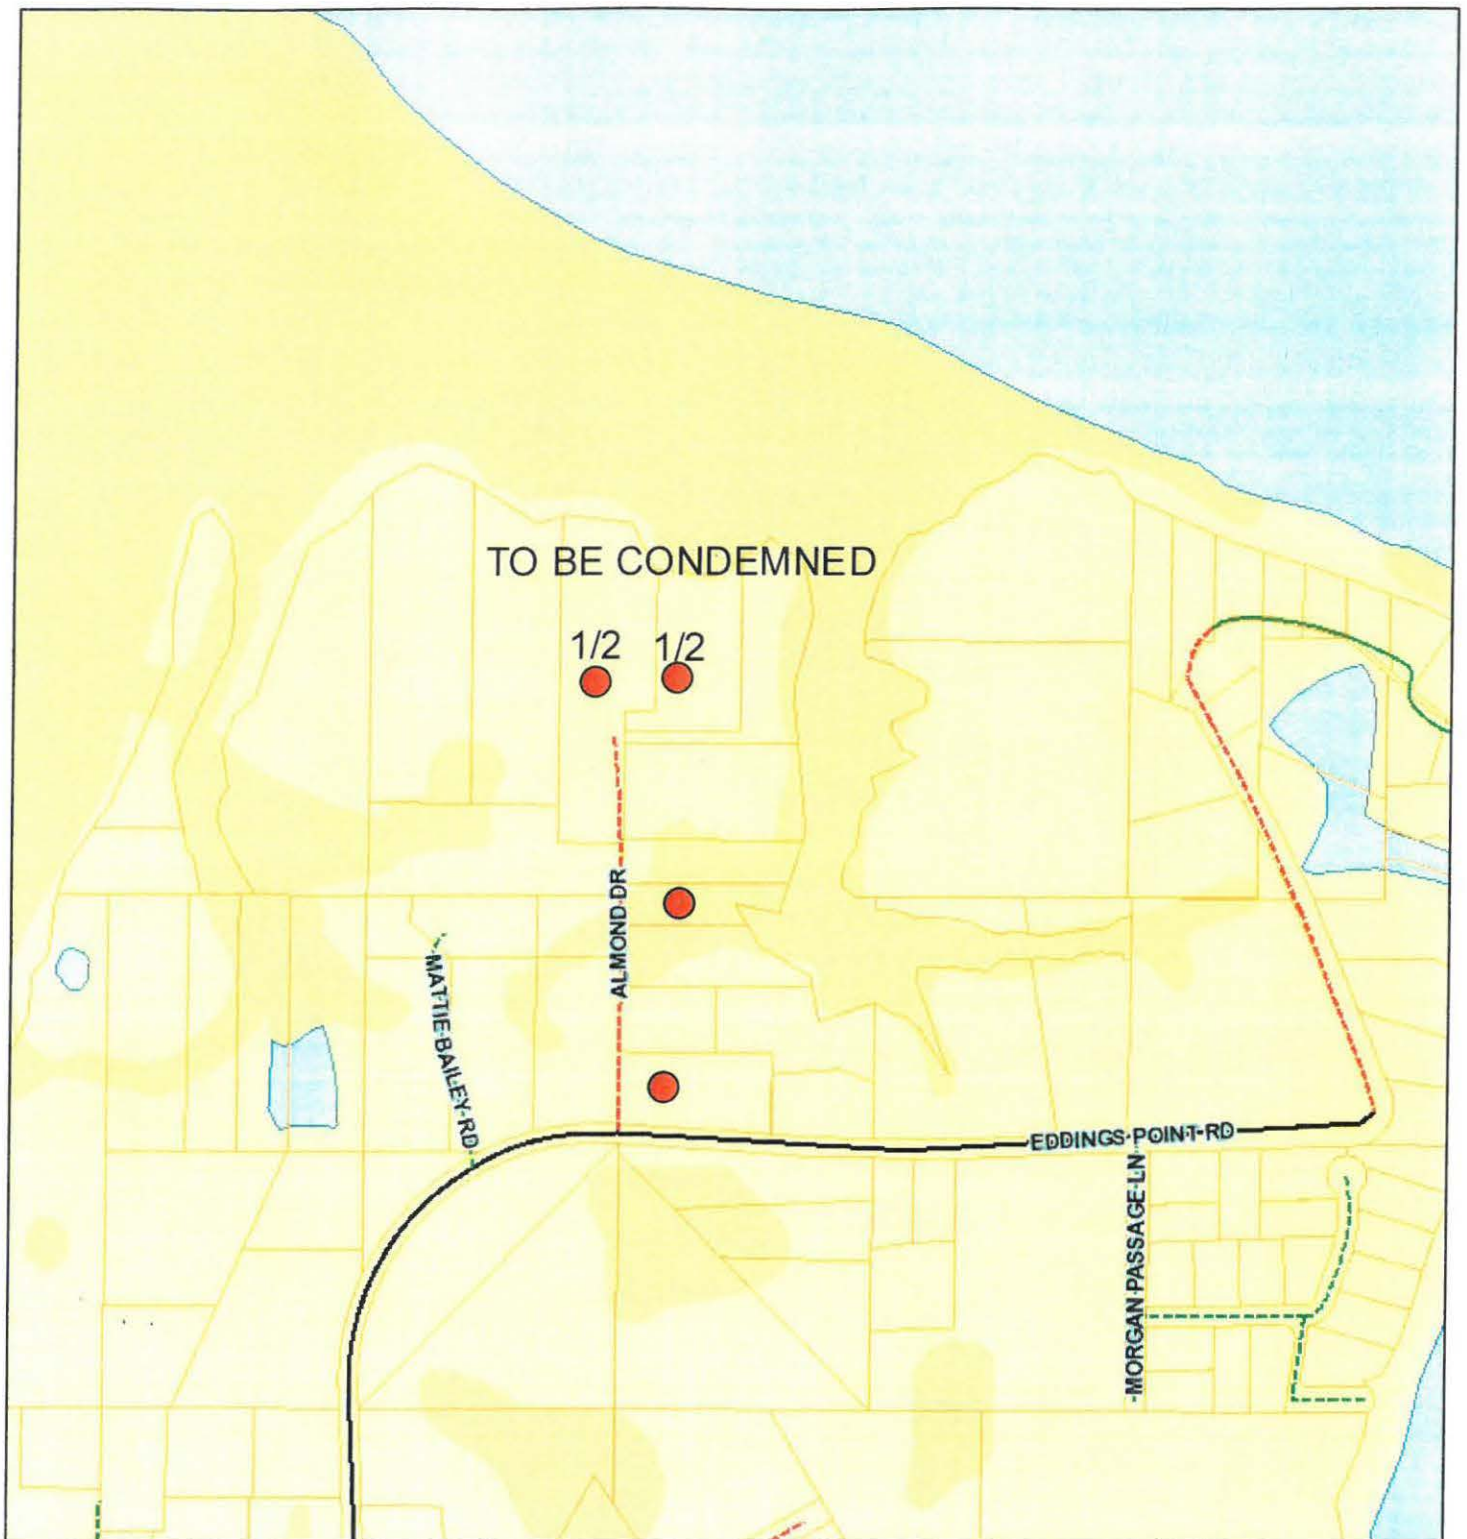 TO BE CONDEMNED
1/2 1/2
ALMOND DR
MATTIE BAILEY RD
EDDINGS POINT RD
MORGAN PASSAGE LN